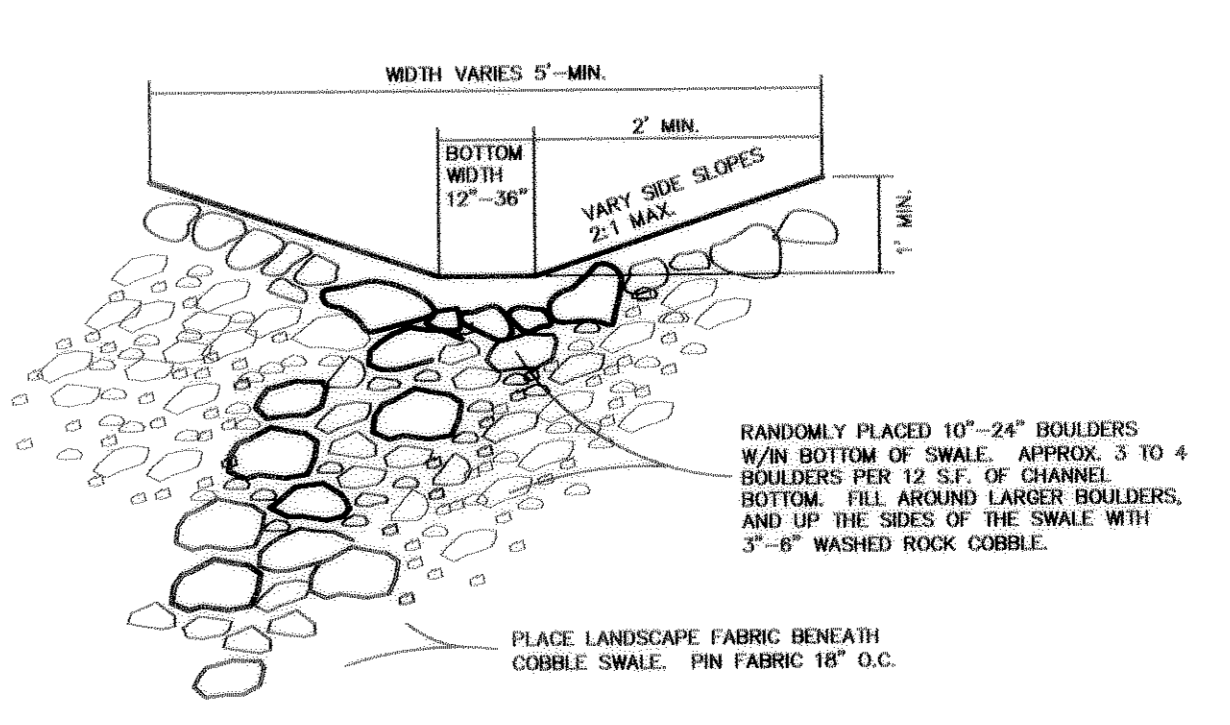 WIDTH VARIES 5'-MIN.
2' MIN.
BOTTOM
WIDTH
12"-36"
VARY SIDE SLOPES
2:1 MAX.
1' MIN.
RANDOMLY PLACED 10"-24" BOULDERS
W/IN BOTTOM OF SWALE. APPROX. 3 TO 4
BOULDERS PER 12 S.F. OF CHANNEL
BOTTOM. FILL AROUND LARGER BOULDERS,
AND UP THE SIDES OF THE SWALE WITH
3"-6" WASHED ROCK COBBLE.
PLACE LANDSCAPE FABRIC BENEATH
COBBLE SWALE. PIN FABRIC 18" O.C.